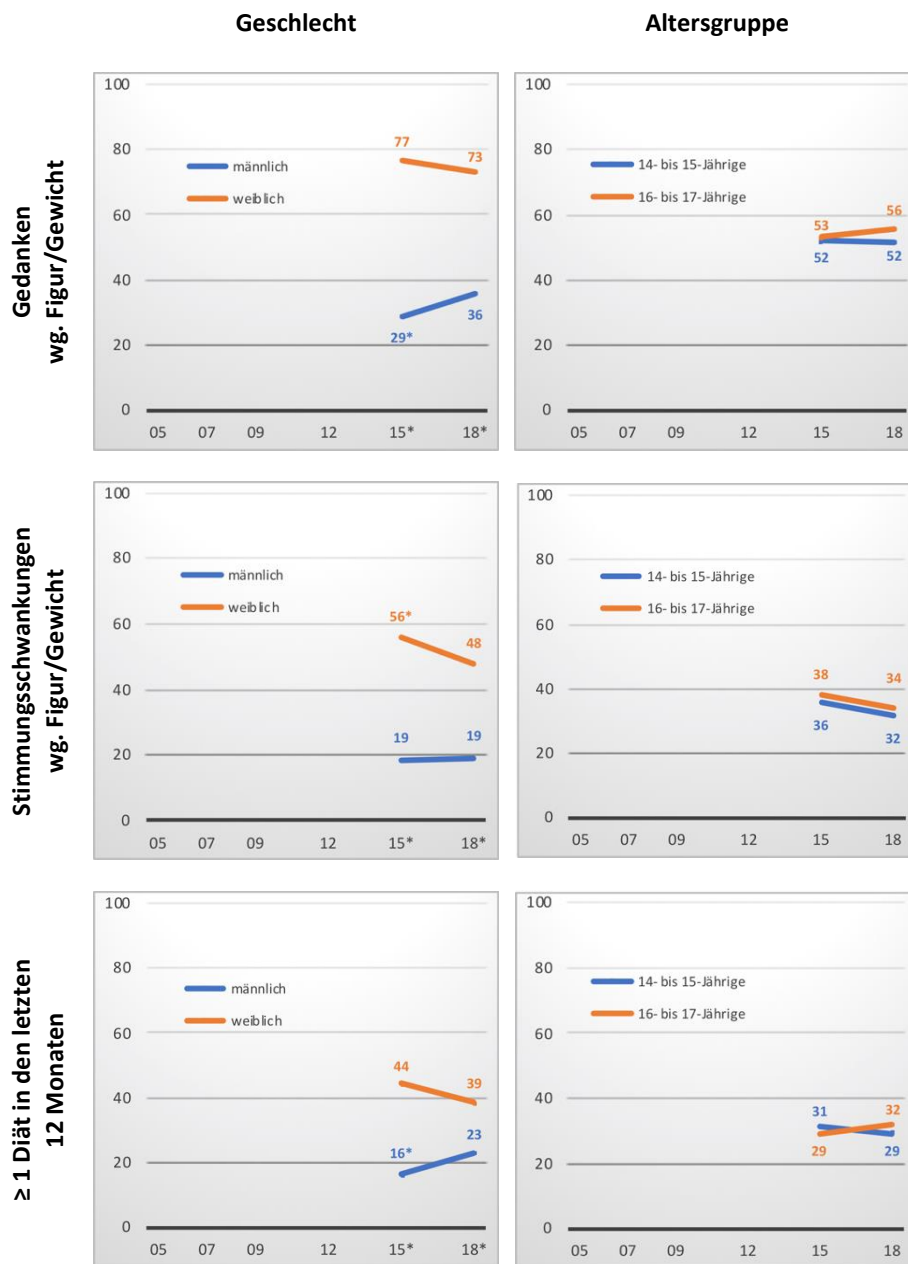 Geschlecht
Altersgruppe
Gedanken
wg. Figur/Gewicht
100
80
60
40
20
0
männlich
weiblich
77
73
29*
36
05 07 09 12 15* 18*
100
80
60
40
20
0
14- bis 15-Jährige
16- bis 17-Jährige
53
56
52
52
05 07 09 12 15 18
Stimmungsschwankungen
wg. Figur/Gewicht
100
80
60
40
20
0
männlich
weiblich
56*
48
19
19
05 07 09 12 15* 18*
100
80
60
40
20
0
14- bis 15-Jährige
16- bis 17-Jährige
38
34
36
32
05 07 09 12 15 18
≥ 1 Diät in den letzten
12 Monaten
100
80
60
40
20
0
männlich
weiblich
44
39
16*
23
05 07 09 12 15* 18*
100
80
60
40
20
0
14- bis 15-Jährige
16- bis 17-Jährige
31
32
29
29
05 07 09 12 15 18